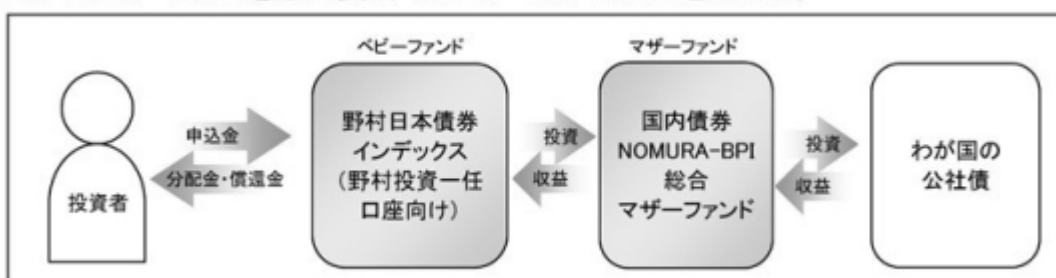 ベビーファンド
マザーファンド
投資者
申込金
分配金・償還金
野村日本債券
インデックス
(野村投資一任
口座向け)
投資
収益
国内債券
NOMURA-BPI
総合
マザーファンド
投資
収益
わが国の
公社債